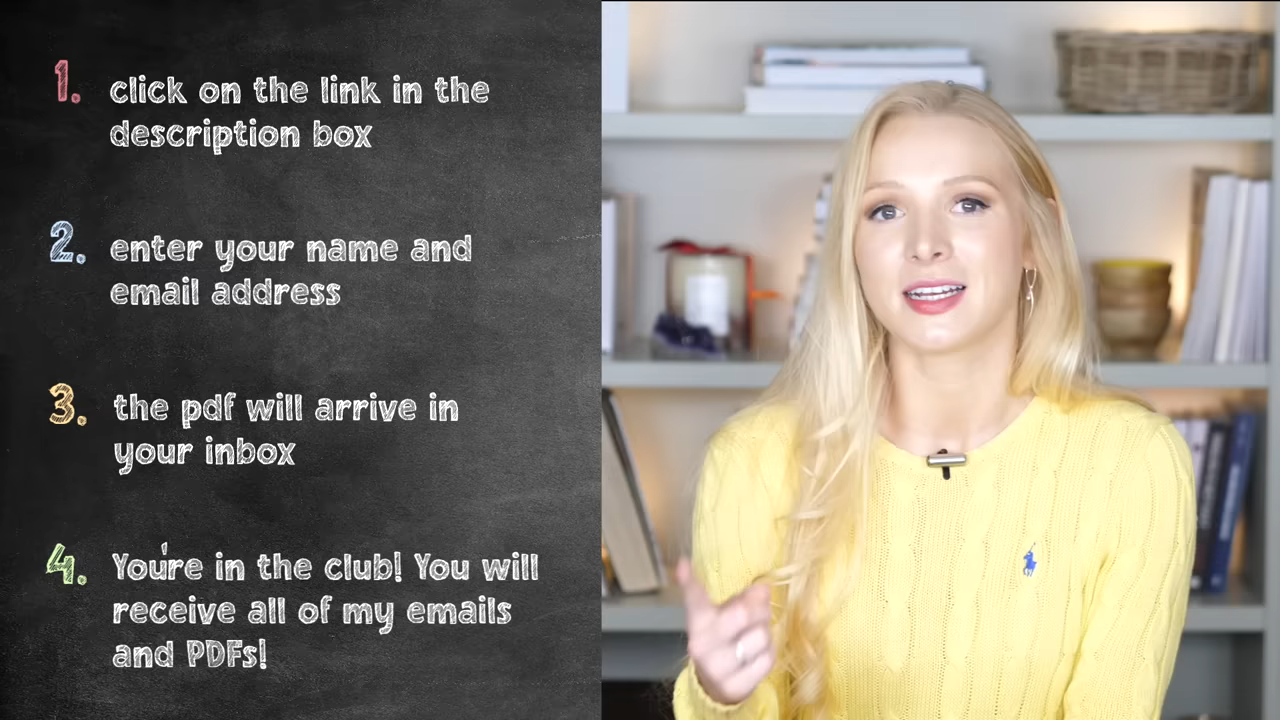 1. click on the link in the
description box
2. enter your name and
email address
3. the pdf will arrive in
your inbox
4. You're in the club! You will
receive all of my emails
and PDFs!